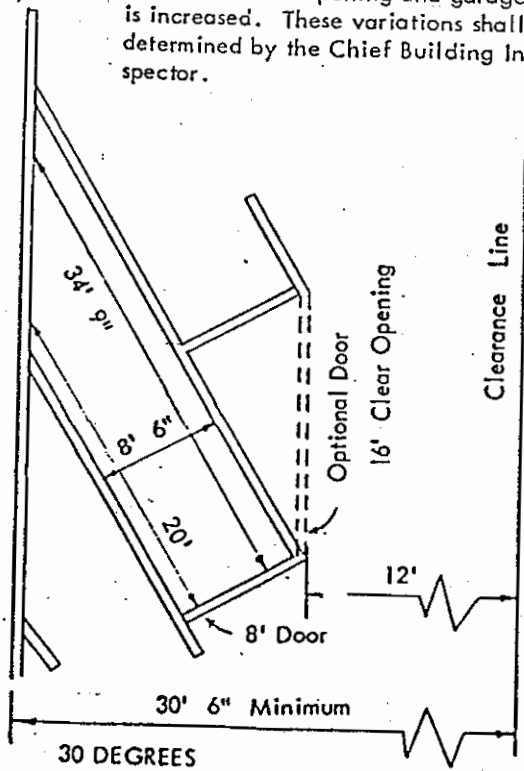 is increased. These variations shall
determined by the Chief Building In
spector.
34' 9"
8' 6"
20'
8' Door
Optional Door
16' Clear Opening
Clearance Line
12'
30' 6" Minimum
30 DEGREES